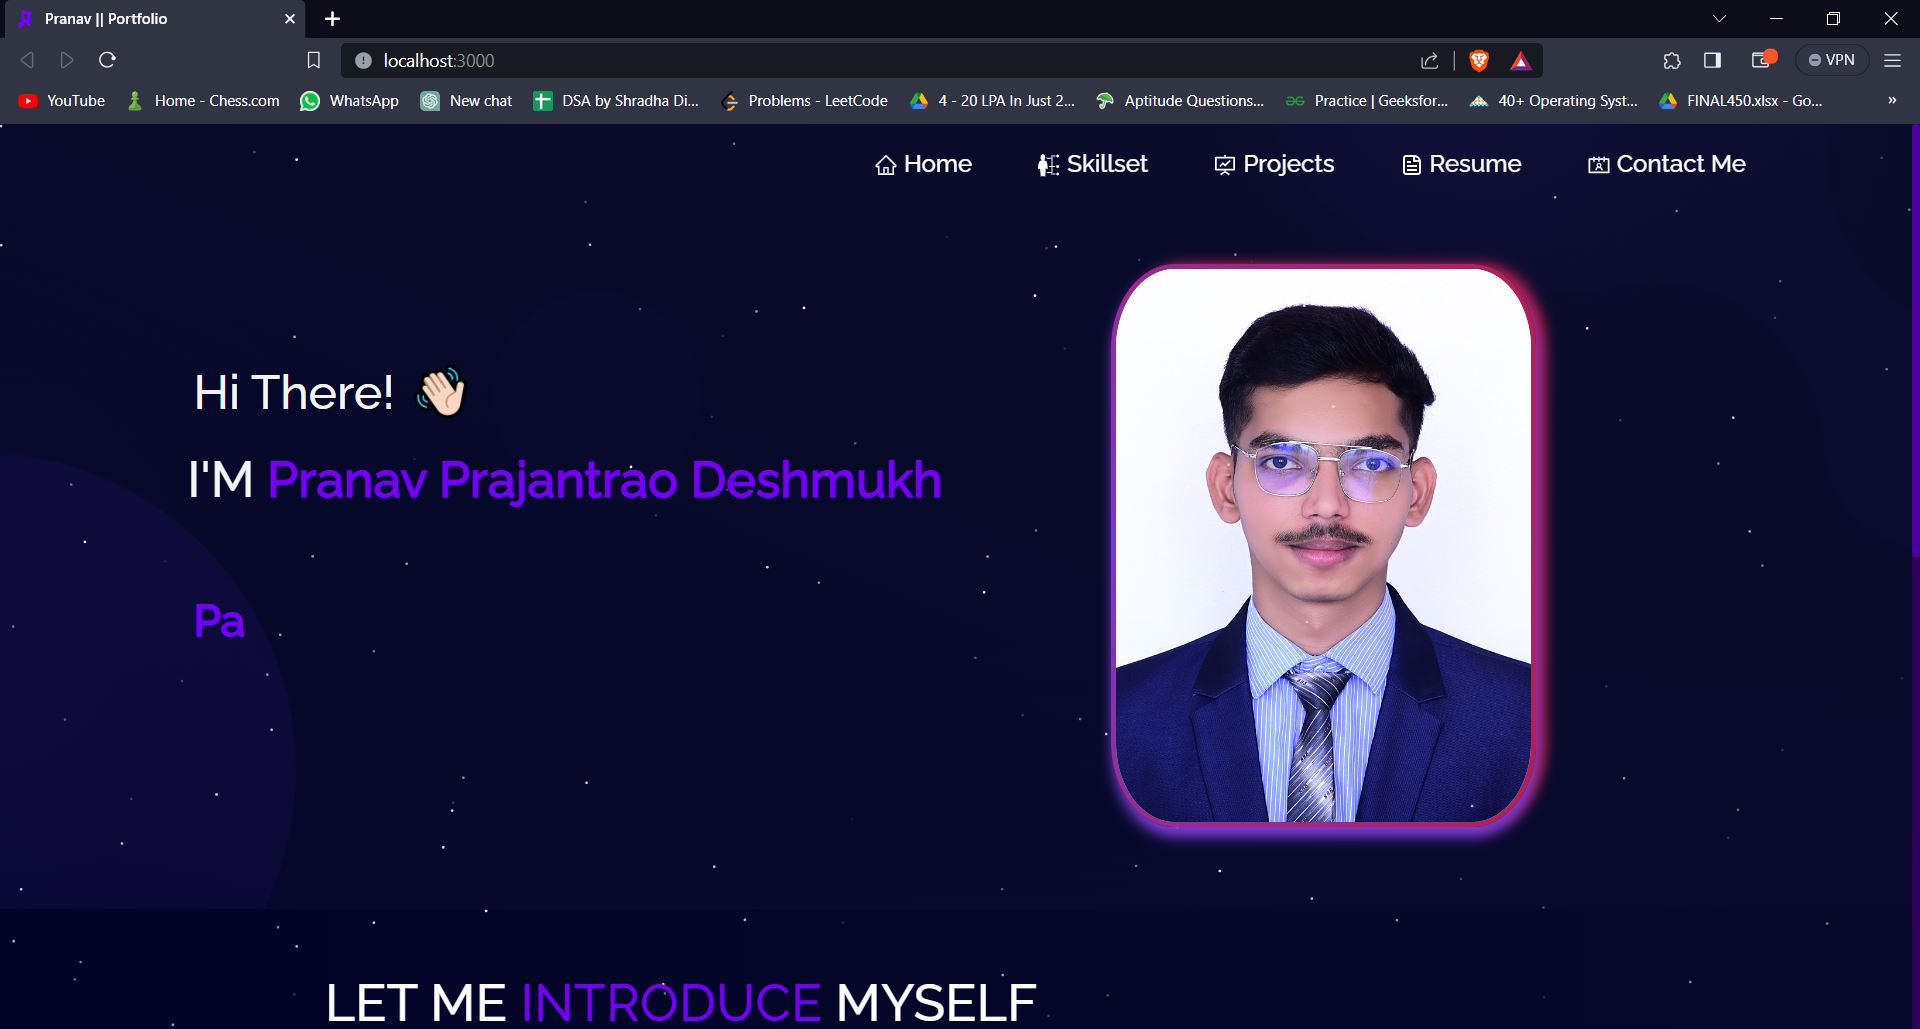 Pranav || Portfolio
localhost:3000
VPN
YouTube Home - Chess.com WhatsApp New chat DSA by Shradha Di... Problems - LeetCode 4 - 20 LPA In Just 2... Aptitude Questions... Practice | Geeksfor... 40+ Operating Syst... FINAL450.xlsx - Go... »
Home Skillset Projects Resume Contact Me
Hi There! 👋🏻
I'M Pranav Prajantrao Deshmukh
Pa
LET ME INTRODUCE MYSELF